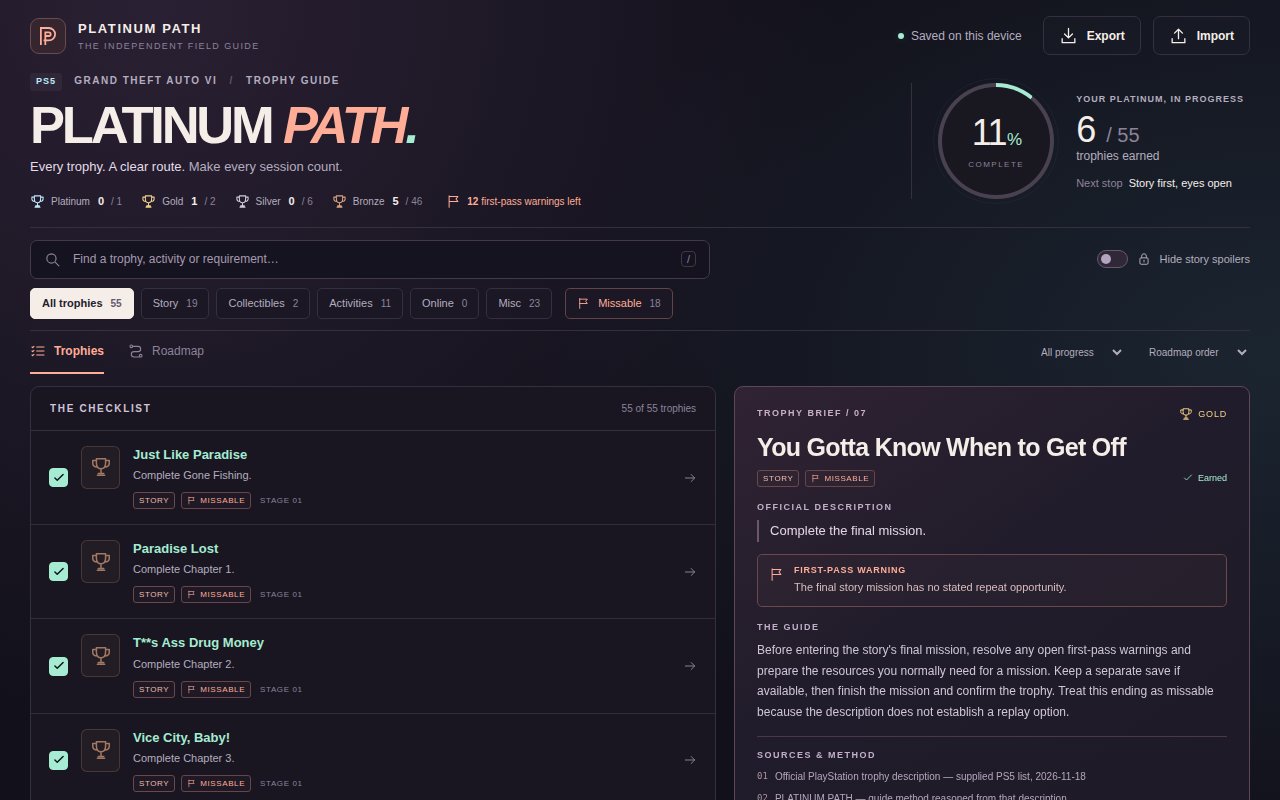 PLATINUM PATH
THE INDEPENDENT FIELD GUIDE
Saved on this device
Export
Import
PS5 GRAND THEFT AUTO VI / TROPHY GUIDE
PLATINUM PATH.
Every trophy. A clear route. Make every session count.
Platinum 0 / 1 Gold 1 / 2 Silver 0 / 6 Bronze 5 / 46 12 first-pass warnings left
11%
COMPLETE
YOUR PLATINUM, IN PROGRESS
6 / 55
trophies earned
Next stop Story first, eyes open
Find a trophy, activity or requirement… /
Hide story spoilers
All trophies 55 Story 19 Collectibles 2 Activities 11 Online 0 Misc 23 Missable 18
Trophies Roadmap
All progress Roadmap order
THE CHECKLIST 55 of 55 trophies
Just Like Paradise
Complete Gone Fishing.
STORY MISSABLE STAGE 01
Paradise Lost
Complete Chapter 1.
STORY MISSABLE STAGE 01
T**s Ass Drug Money
Complete Chapter 2.
STORY MISSABLE STAGE 01
Vice City, Baby!
Complete Chapter 3.
STORY MISSABLE STAGE 01
TROPHY BRIEF / 07 GOLD
You Gotta Know When to Get Off
STORY MISSABLE Earned
OFFICIAL DESCRIPTION
Complete the final mission.
FIRST-PASS WARNING
The final story mission has no stated repeat opportunity.
THE GUIDE
Before entering the story's final mission, resolve any open first-pass warnings and
prepare the resources you normally need for a mission. Keep a separate save if
available, then finish the mission and confirm the trophy. Treat this ending as missable
because the description does not establish a replay option.
SOURCES & METHOD
01 Official PlayStation trophy description — supplied PS5 list, 2026-11-18
02 PLATINUM PATH — guide method reasoned from that description